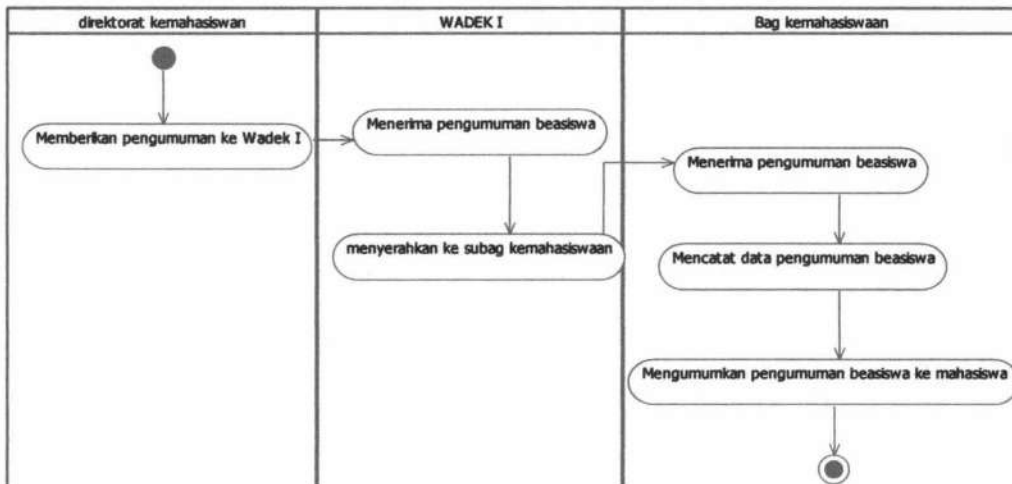 direktorat kemahasiswan
WADEK I
Bag kemahasiswaan
Memberikan pengumuman ke Wadek I
Menerima pengumuman beasiswa
menyerahkan ke subag kemahasiswaan
Menerima pengumuman beasiswa
Mencatat data pengumuman beasiswa
Mengumumkan pengumuman beasiswa ke mahasiswa